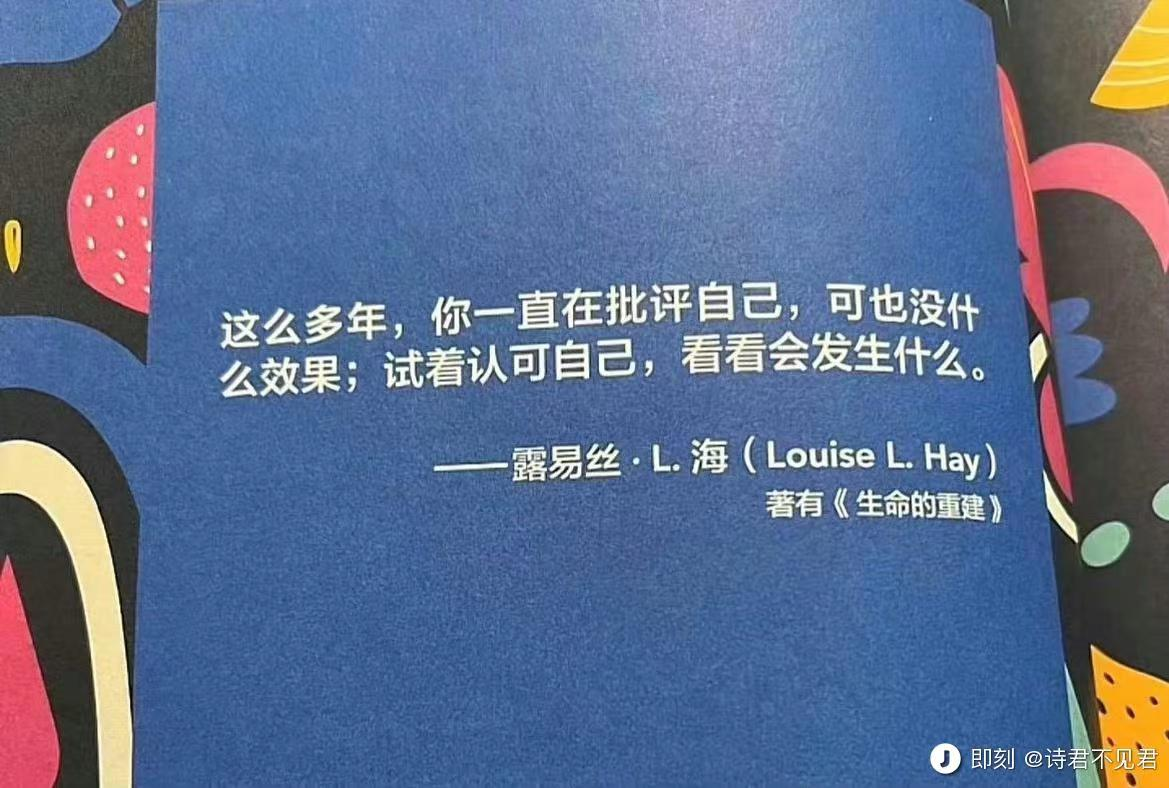 这么多年，你一直在批评自己，可也没什
么效果；试着认可自己，看看会发生什么。
——露易丝·L. 海（Louise L. Hay）
著有《生命的重建》
即刻 @诗君不见君